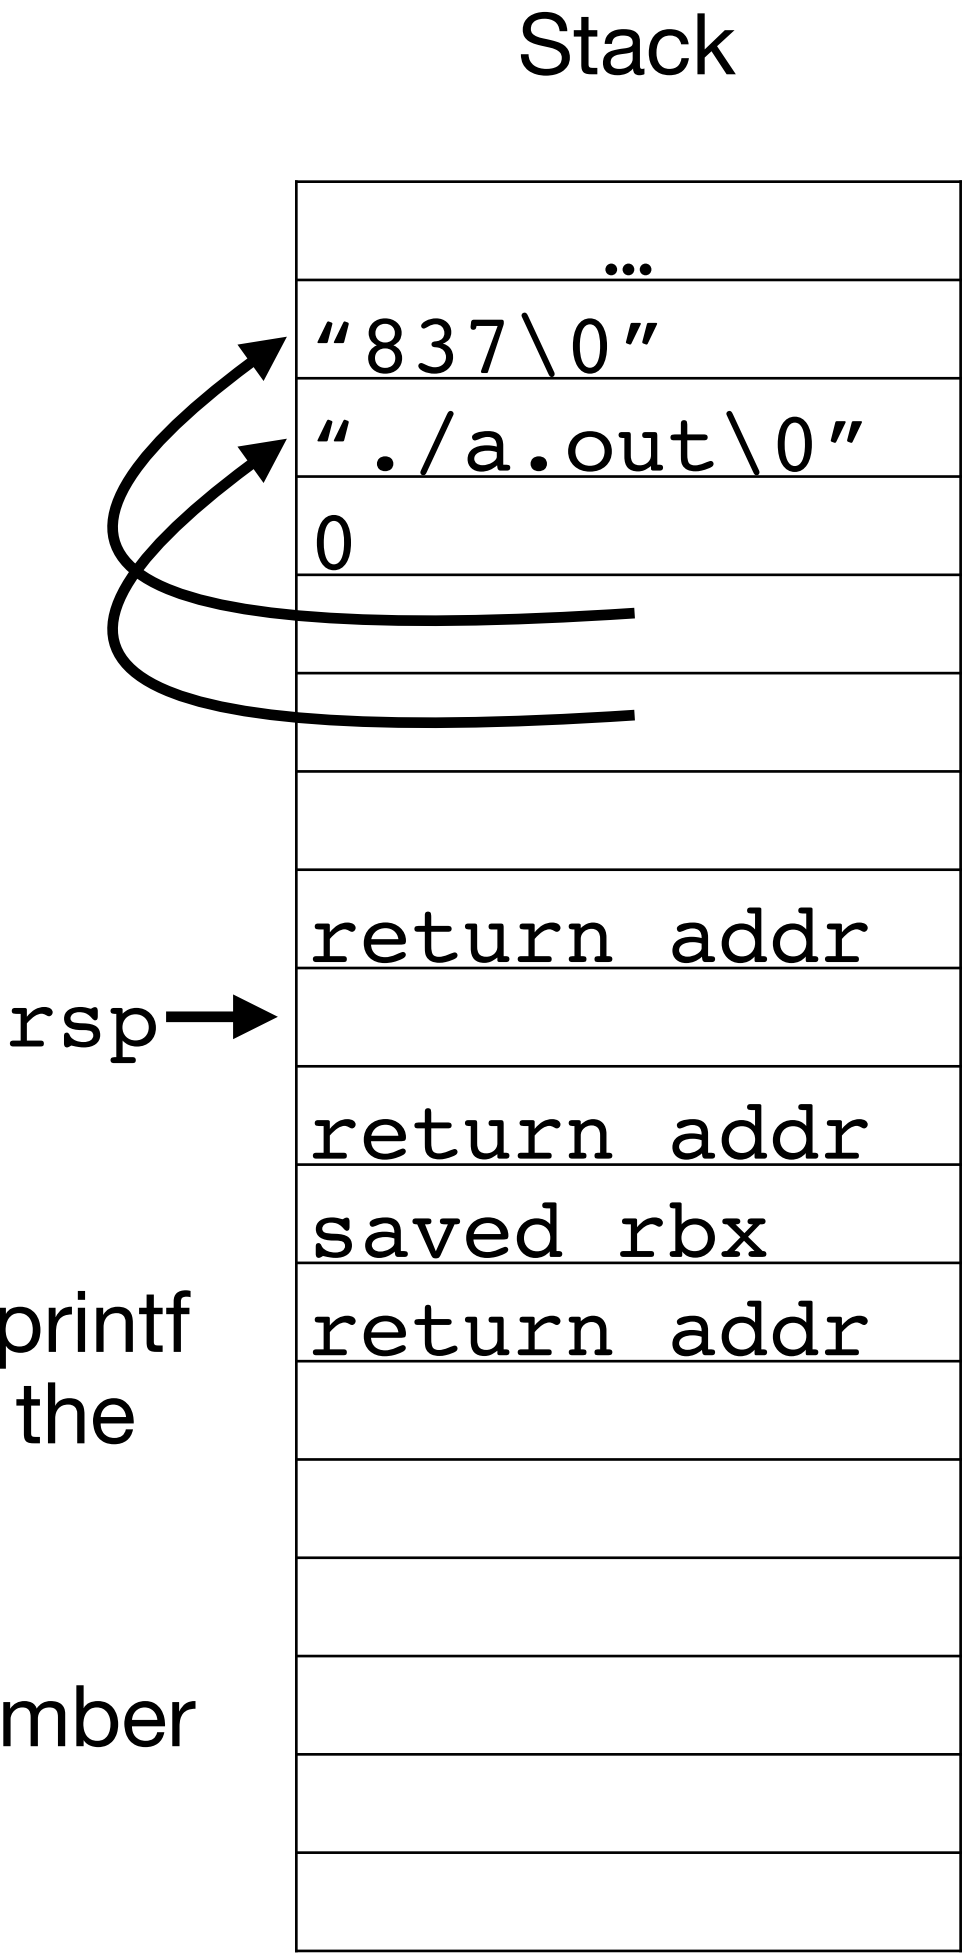 Stack
…
“837\0”
“./a.out\0”
0
return addr
rsp
return addr
saved rbx
printf
return addr
the
mber